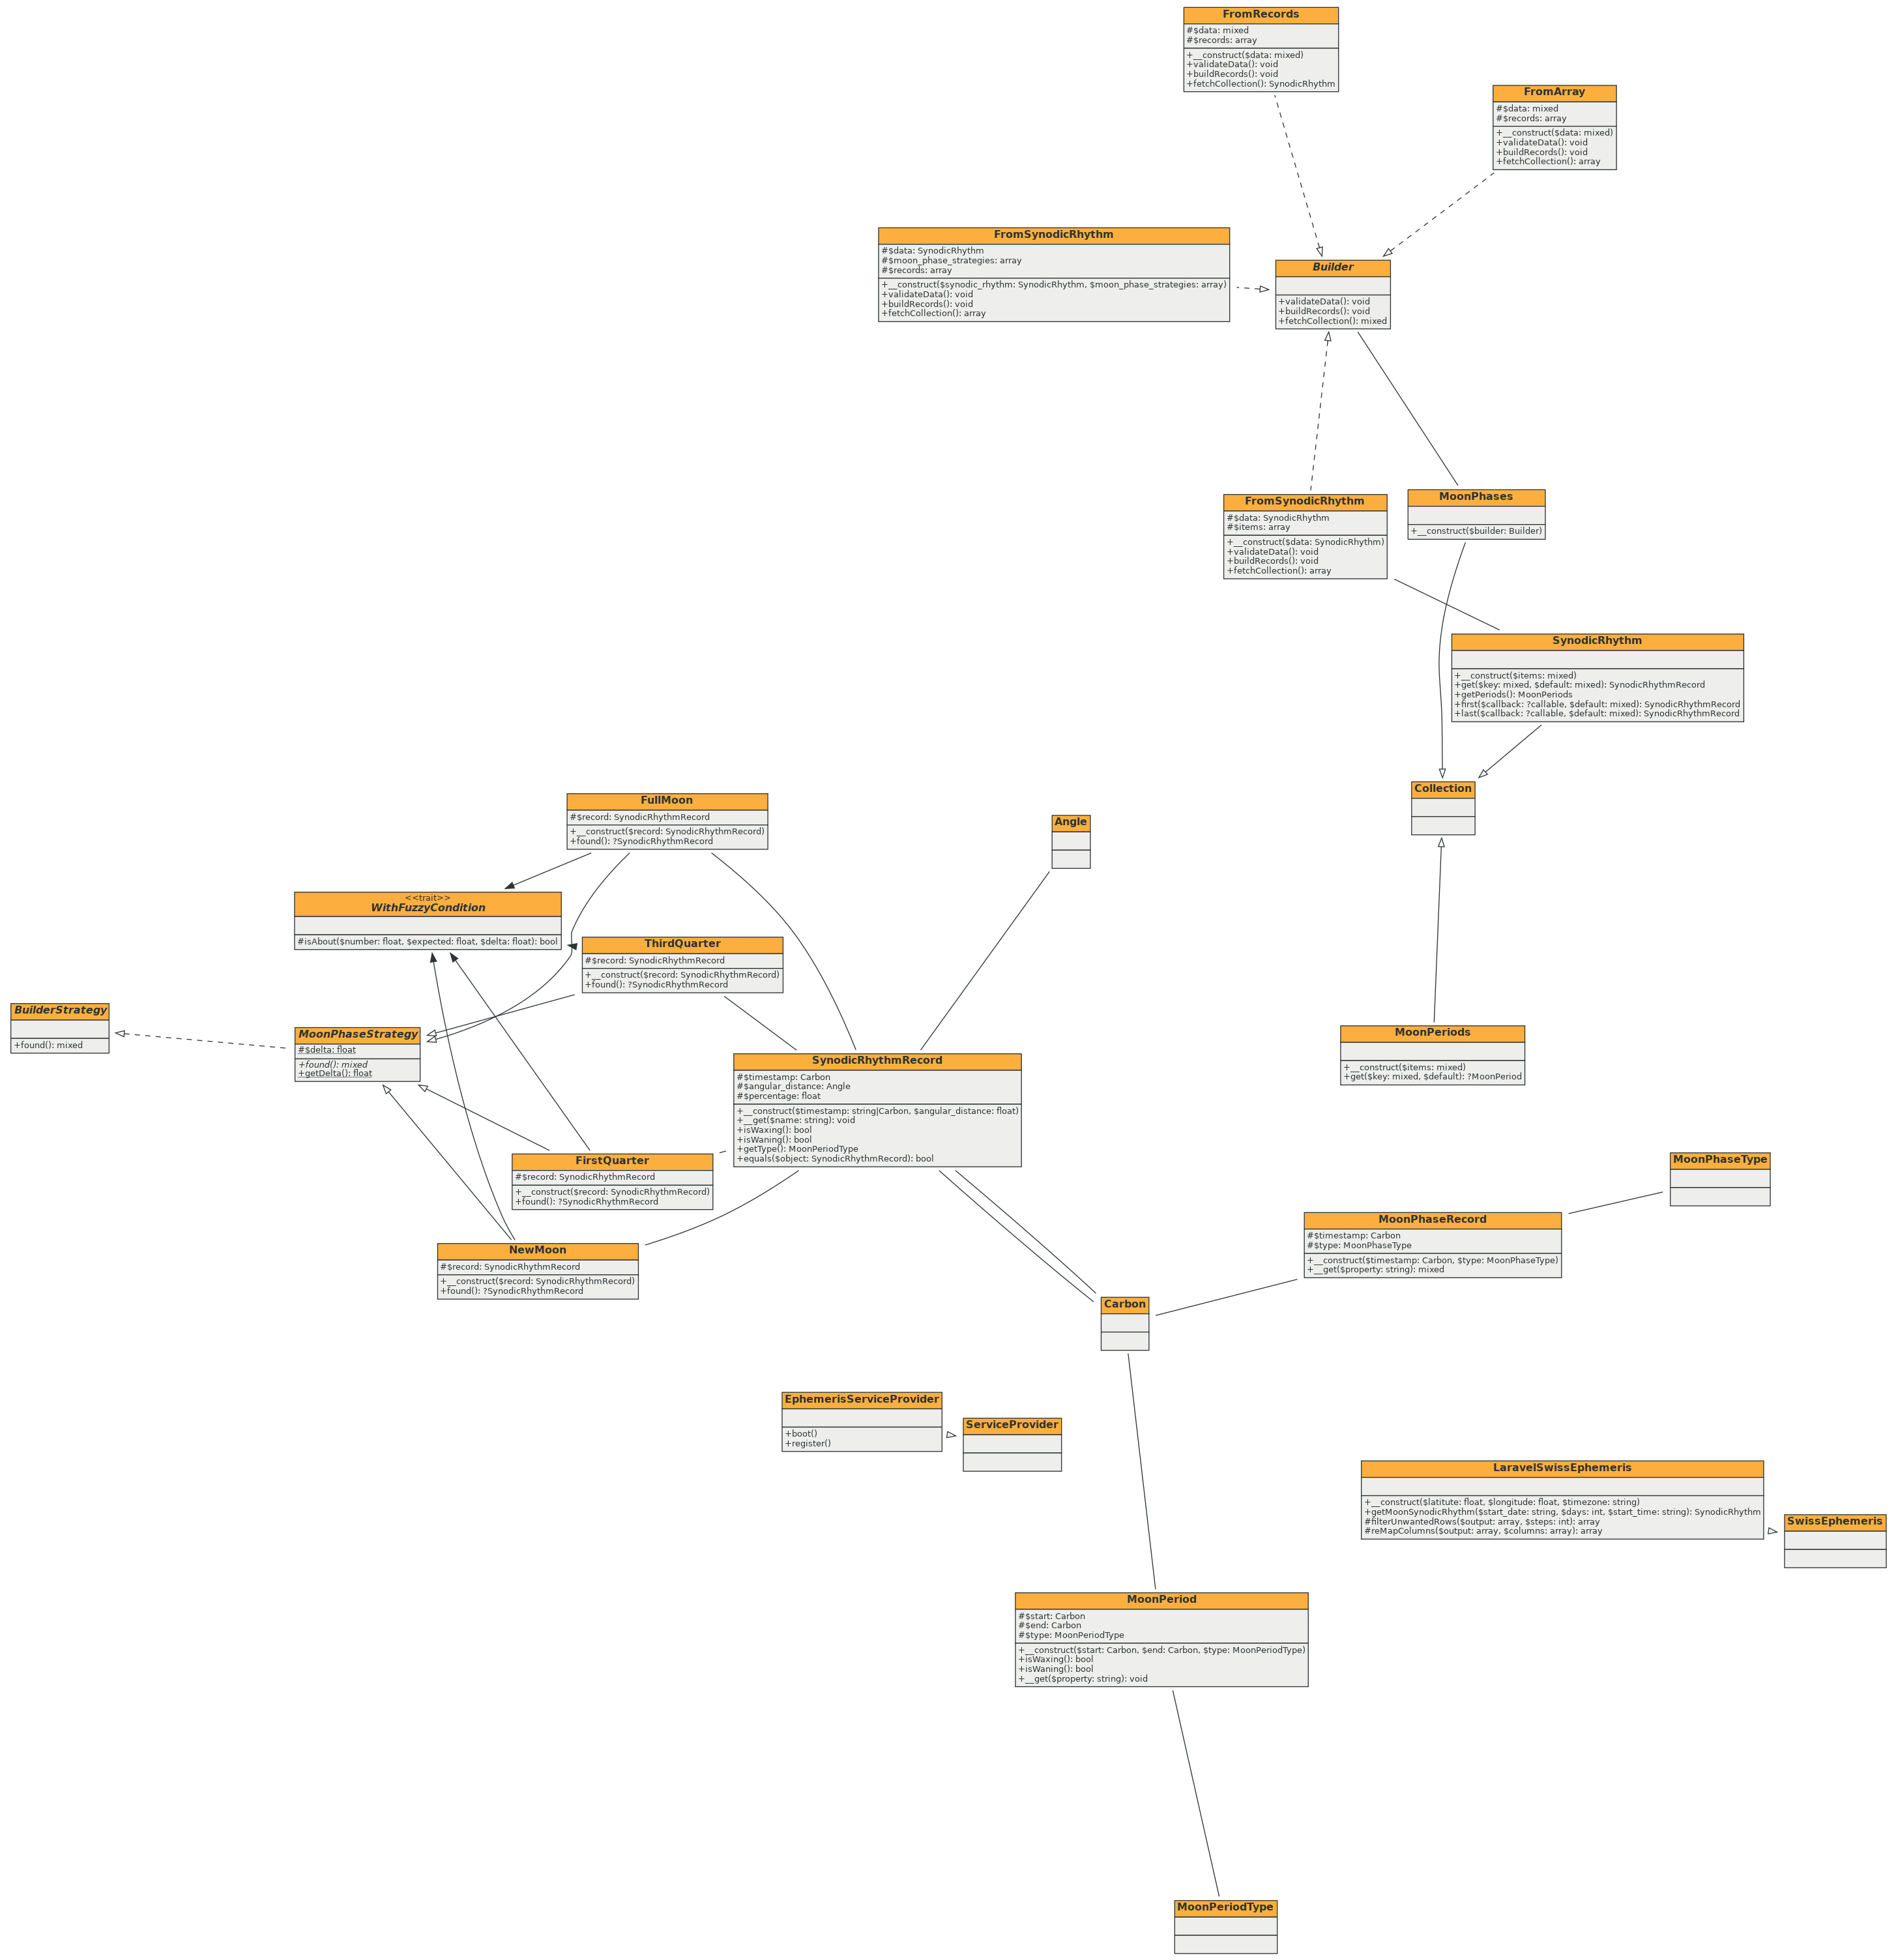 FromRecords
#$data: mixed
#$records: array
+__construct($data: mixed)
+validateData(): void
+buildRecords(): void
+fetchCollection(): SynodicRhythm
FromArray
#$data: mixed
#$records: array
+__construct($data: mixed)
+validateData(): void
+buildRecords(): void
+fetchCollection(): array
FromSynodicRhythm
#$data: SynodicRhythm
#$moon_phase_strategies: array
#$records: array
+__construct($synodic_rhythm: SynodicRhythm, $moon_phase_strategies: array)
+validateData(): void
+buildRecords(): void
+fetchCollection(): array
Builder
+validateData(): void
+buildRecords(): void
+fetchCollection(): mixed
FromSynodicRhythm
#$data: SynodicRhythm
#$items: array
+__construct($data: SynodicRhythm)
+validateData(): void
+buildRecords(): void
+fetchCollection(): array
MoonPhases
+__construct($builder: Builder)
SynodicRhythm
+__construct($items: mixed)
+get($key: mixed, $default: mixed): SynodicRhythmRecord
+getPeriods(): MoonPeriods
+first($callback: ?callable, $default: mixed): SynodicRhythmRecord
+last($callback: ?callable, $default: mixed): SynodicRhythmRecord
Collection
FullMoon
#$record: SynodicRhythmRecord
+__construct($record: SynodicRhythmRecord)
+found(): ?SynodicRhythmRecord
Angle
<<trait>>
WithFuzzyCondition
#isAbout($number: float, $expected: float, $delta: float): bool
ThirdQuarter
#$record: SynodicRhythmRecord
+__construct($record: SynodicRhythmRecord)
+found(): ?SynodicRhythmRecord
BuilderStrategy
+found(): mixed
MoonPhaseStrategy
#$delta: float
+found(): mixed
+getDelta(): float
SynodicRhythmRecord
#$timestamp: Carbon
#$angular_distance: Angle
#$percentage: float
+__construct($timestamp: string|Carbon, $angular_distance: float)
+__get($name: string): void
+isWaxing(): bool
+isWaning(): bool
+getType(): MoonPeriodType
+equals($object: SynodicRhythmRecord): bool
MoonPeriods
+__construct($items: mixed)
+get($key: mixed, $default): ?MoonPeriod
FirstQuarter
#$record: SynodicRhythmRecord
+__construct($record: SynodicRhythmRecord)
+found(): ?SynodicRhythmRecord
MoonPhaseType
MoonPhaseRecord
#$timestamp: Carbon
#$type: MoonPhaseType
+__construct($timestamp: Carbon, $type: MoonPhaseType)
+__get($property: string): mixed
NewMoon
#$record: SynodicRhythmRecord
+__construct($record: SynodicRhythmRecord)
+found(): ?SynodicRhythmRecord
Carbon
EphemerisServiceProvider
+boot()
+register()
ServiceProvider
LaravelSwissEphemeris
+__construct($latitute: float, $longitude: float, $timezone: string)
+getMoonSynodicRhythm($start_date: string, $days: int, $start_time: string): SynodicRhythm
#filterUnwantedRows($output: array, $steps: int): array
#reMapColumns($output: array, $columns: array): array
SwissEphemeris
MoonPeriod
#$start: Carbon
#$end: Carbon
#$type: MoonPeriodType
+__construct($start: Carbon, $end: Carbon, $type: MoonPeriodType)
+isWaxing(): bool
+isWaning(): bool
+__get($property: string): void
MoonPeriodType